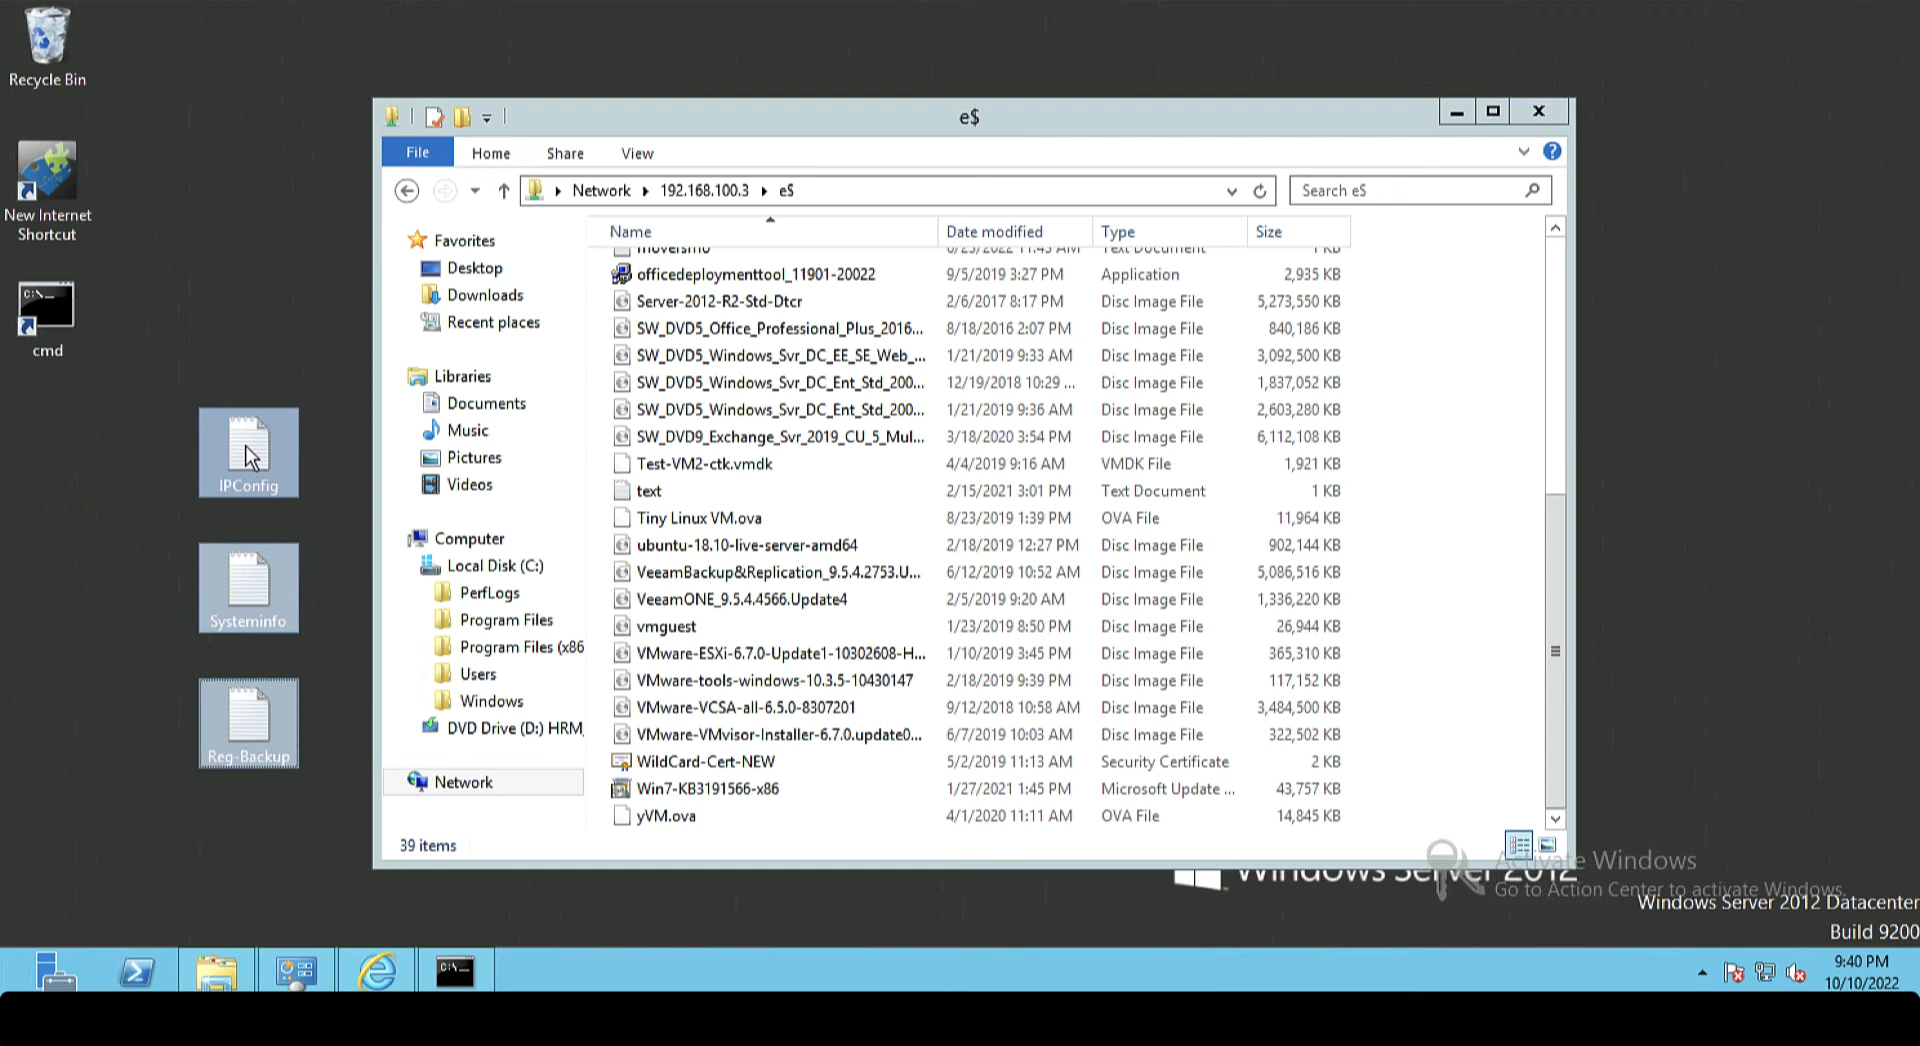 Recycle Bin
New Internet
Shortcut
cmd
IPConfig
Systeminfo
Reg-Backup
e$
File Home Share View
Network 192.168.100.3 e$
Search e$
Favorites
Desktop
Downloads
Recent places
Libraries
Documents
Music
Pictures
Videos
Computer
Local Disk (C:)
PerfLogs
Program Files
Program Files (x86
Users
Windows
DVD Drive (D:) HRM_
Network
Name Date modified Type Size
6/23/2022 11:43 AM Text Document 1 KB
officedeploymenttool_11901-20022 9/5/2019 3:27 PM Application 2,935 KB
Server-2012-R2-Std-Dtcr 2/6/2017 8:17 PM Disc Image File 5,273,550 KB
SW_DVD5_Office_Professional_Plus_2016... 8/18/2016 2:07 PM Disc Image File 840,186 KB
SW_DVD5_Windows_Svr_DC_EE_SE_Web_... 1/21/2019 9:33 AM Disc Image File 3,092,500 KB
SW_DVD5_Windows_Svr_DC_Ent_Std_200... 12/19/2018 10:29 ... Disc Image File 1,837,052 KB
SW_DVD5_Windows_Svr_DC_Ent_Std_200... 1/21/2019 9:36 AM Disc Image File 2,603,280 KB
SW_DVD9_Exchange_Svr_2019_CU_5_Mul... 3/18/2020 3:54 PM Disc Image File 6,112,108 KB
Test-VM2-ctk.vmdk 4/4/2019 9:16 AM VMDK File 1,921 KB
text 2/15/2021 3:01 PM Text Document 1 KB
Tiny Linux VM.ova 8/23/2019 1:39 PM OVA File 11,964 KB
ubuntu-18.10-live-server-amd64 2/18/2019 12:27 PM Disc Image File 902,144 KB
VeeamBackup&Replication_9.5.4.2753.U... 6/12/2019 10:52 AM Disc Image File 5,086,516 KB
VeeamONE_9.5.4.4566.Update4 2/5/2019 9:20 AM Disc Image File 1,336,220 KB
vmguest 1/23/2019 8:50 PM Disc Image File 26,944 KB
VMware-ESXi-6.7.0-Update1-10302608-H... 1/10/2019 3:45 PM Disc Image File 365,310 KB
VMware-tools-windows-10.3.5-10430147 2/18/2019 9:39 PM Disc Image File 117,152 KB
VMware-VCSA-all-6.5.0-8307201 9/12/2018 10:58 AM Disc Image File 3,484,500 KB
VMware-VMvisor-Installer-6.7.0.update0... 6/7/2019 10:03 AM Disc Image File 322,502 KB
WildCard-Cert-NEW 5/2/2019 11:13 AM Security Certificate 2 KB
Win7-KB3191566-x86 1/27/2021 1:45 PM Microsoft Update ... 43,757 KB
yVM.ova 4/1/2020 11:11 AM OVA File 14,845 KB
39 items
Activate Windows
Windows Server 2012
Go to Action Center to activate Windows.
Windows Server 2012 Datacenter
Build 9200
C:\_
9:40 PM
10/10/2022